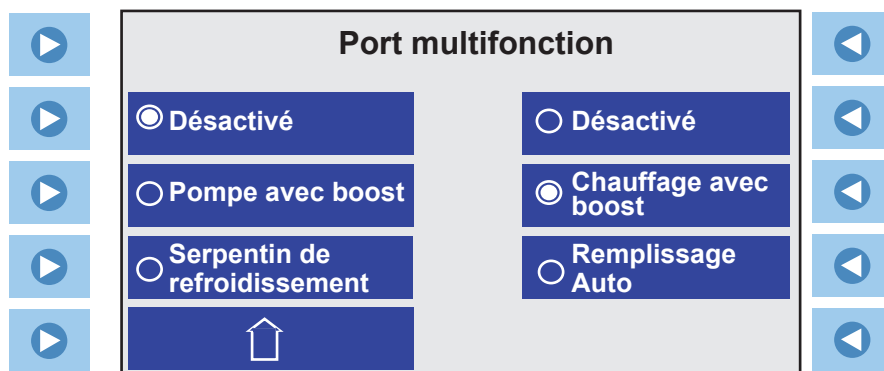 Port multifonction
Désactivé
Pompe avec boost
Serpentin de
refroidissement
Désactivé
Chauffage avec
boost
Remplissage
Auto